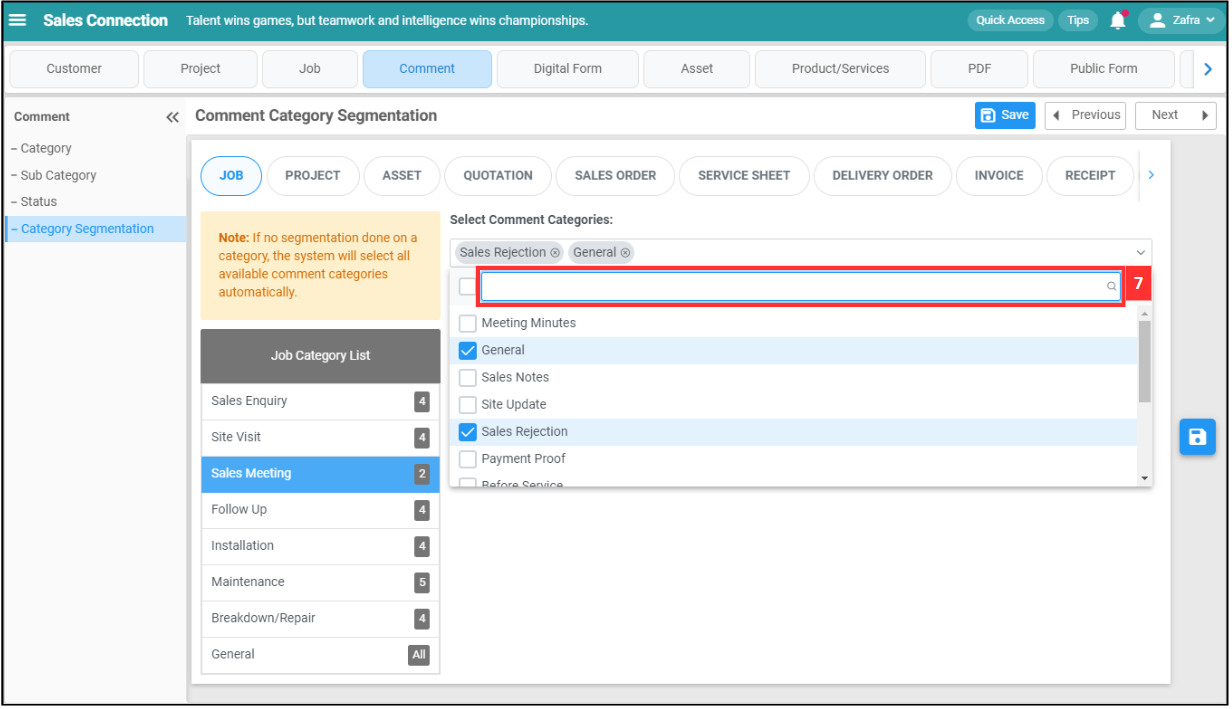 Sales Connection Talent wins games, but teamwork and intelligence wins championships. Quick Access Tips Zafra
Customer Project Job Comment Digital Form Asset Product/Services PDF Public Form
Comment
Comment Category Segmentation Save Previous Next
– Category
– Sub Category
– Status
– Category Segmentation
JOB PROJECT ASSET QUOTATION SALES ORDER SERVICE SHEET DELIVERY ORDER INVOICE RECEIPT
Note: If no segmentation done on a
category, the system will select all
available comment categories
automatically.
Select Comment Categories:
Sales Rejection General
7
Meeting Minutes
General
Sales Notes
Site Update
Sales Rejection
Payment Proof
Before Service
Job Category List
Sales Enquiry 4
Site Visit 4
Sales Meeting 2
Follow Up 4
Installation 4
Maintenance 5
Breakdown/Repair 4
General All